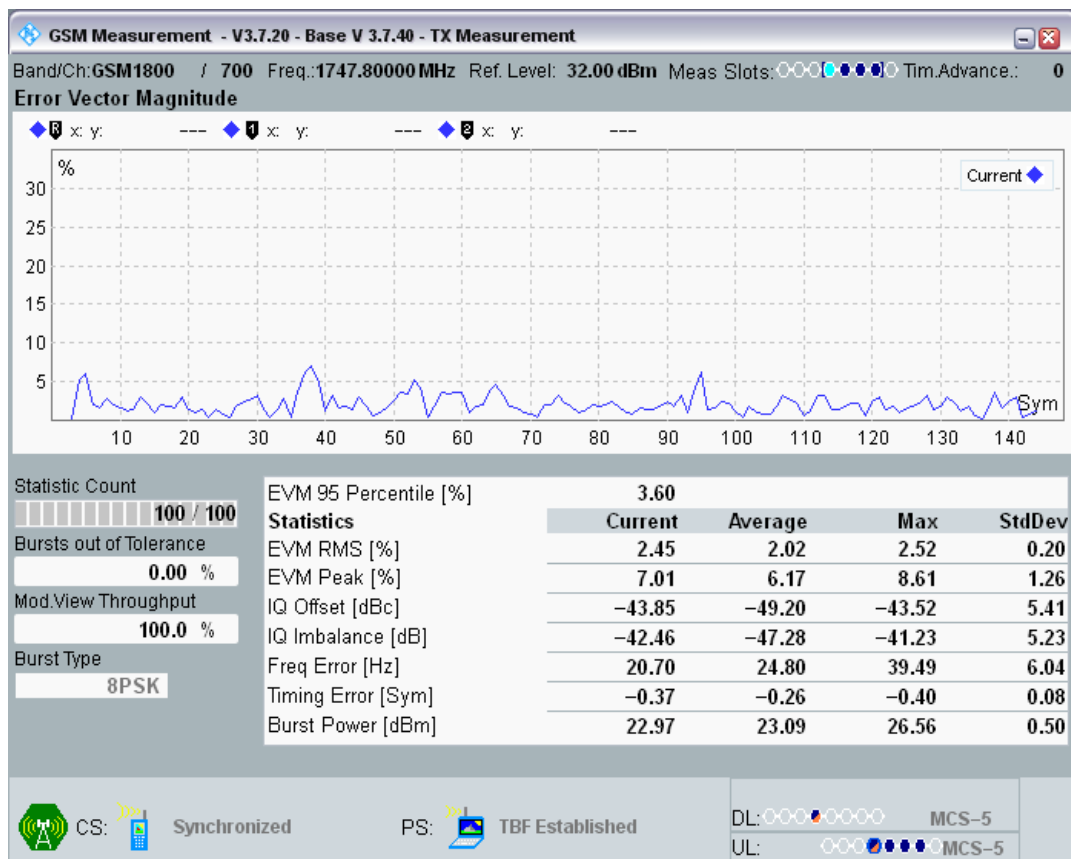 GSM Measurement - V3.7.20 - Base V 3.7.40 - TX Measurement
Band/Ch:GSM1800 / 700 Freq.:1747.80000 MHz Ref. Level: 32.00 dBm Meas Slots: Tim.Advance.: 0
Error Vector Magnitude
R x: y: --- 1 x: y: --- 2 x: y: ---
%
Current
30
25
20
15
10
5
Sym
10 20 30 40 50 60 70 80 90 100 110 120 130 140
Statistic Count
100 / 100
Bursts out of Tolerance
0.00 %
Mod.View Throughput
100.0 %
Burst Type
8PSK
EVM 95 Percentile [%] 3.60
Statistics Current Average Max StdDev
EVM RMS [%] 2.45 2.02 2.52 0.20
EVM Peak [%] 7.01 6.17 8.61 1.26
IQ Offset [dBc] −43.85 −49.20 −43.52 5.41
IQ Imbalance [dB] −42.46 −47.28 −41.23 5.23
Freq Error [Hz] 20.70 24.80 39.49 6.04
Timing Error [Sym] −0.37 −0.26 −0.40 0.08
Burst Power [dBm] 22.97 23.09 26.56 0.50
CS: Synchronized PS: TBF Established
DL: MCS−5
UL: MCS−5